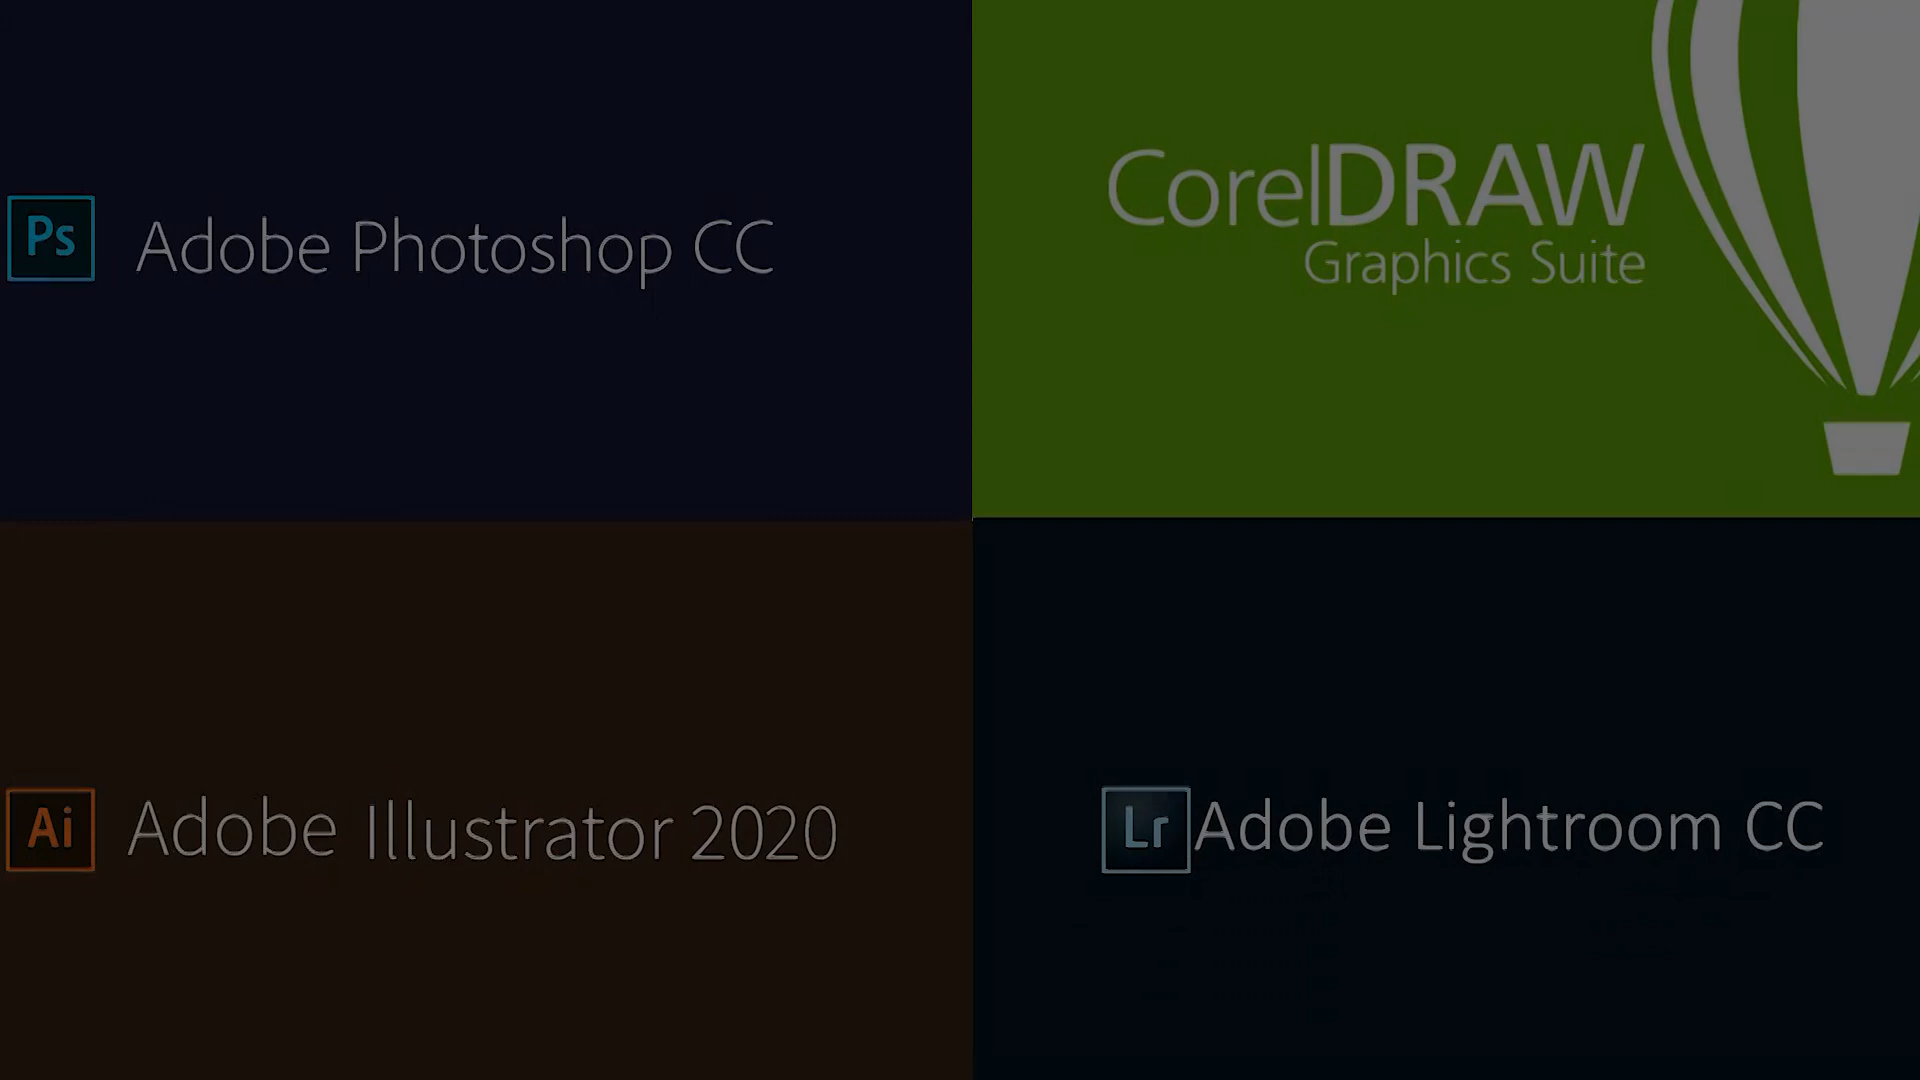 Ps Adobe Photoshop CC
CorelDRAW
Graphics Suite
Ai Adobe Illustrator 2020
Lr Adobe Lightroom CC